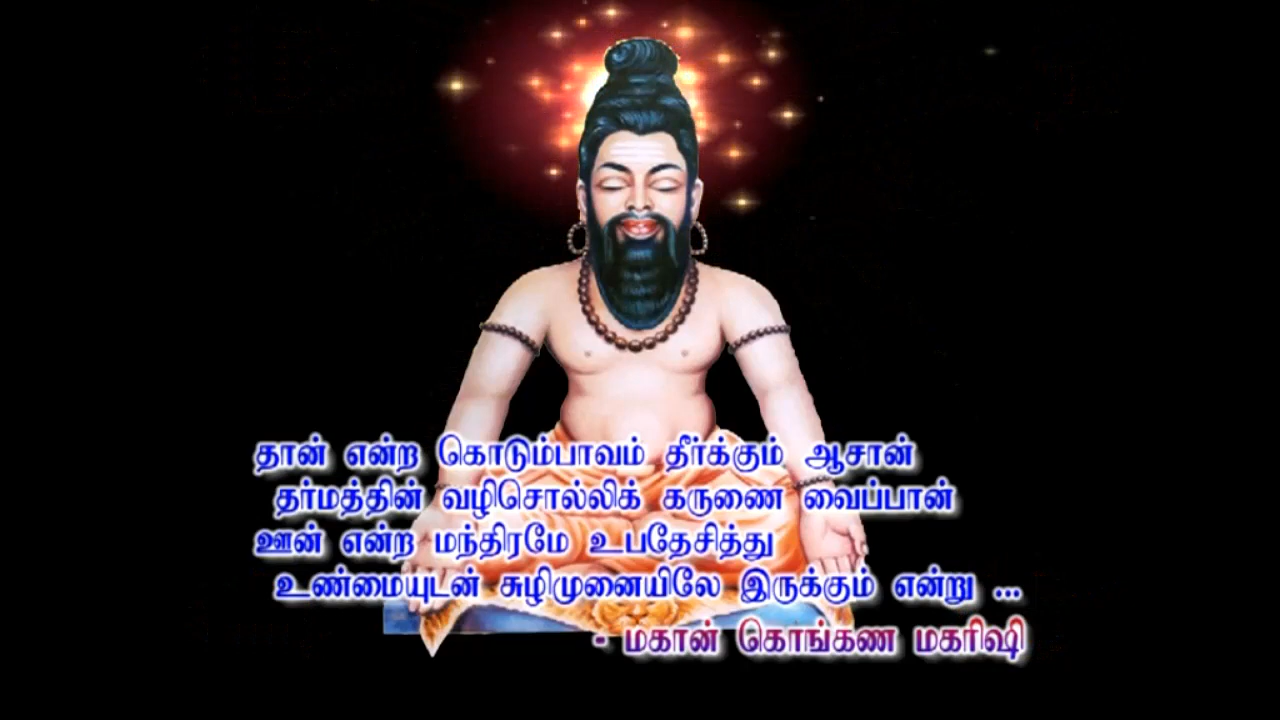 தான் என்ற கொடும்பாவம் தீர்க்கும் ஆசான்
தர்மத்தின் வழிசொல்லிக் கருணை வைப்பான்
ஊன் என்ற மந்திரமே உபதேசித்து
உண்மையுடன் சுழிமுனையிலே இருக்கும் என்று ...
- மகான் கொங்கண மகரிஷி